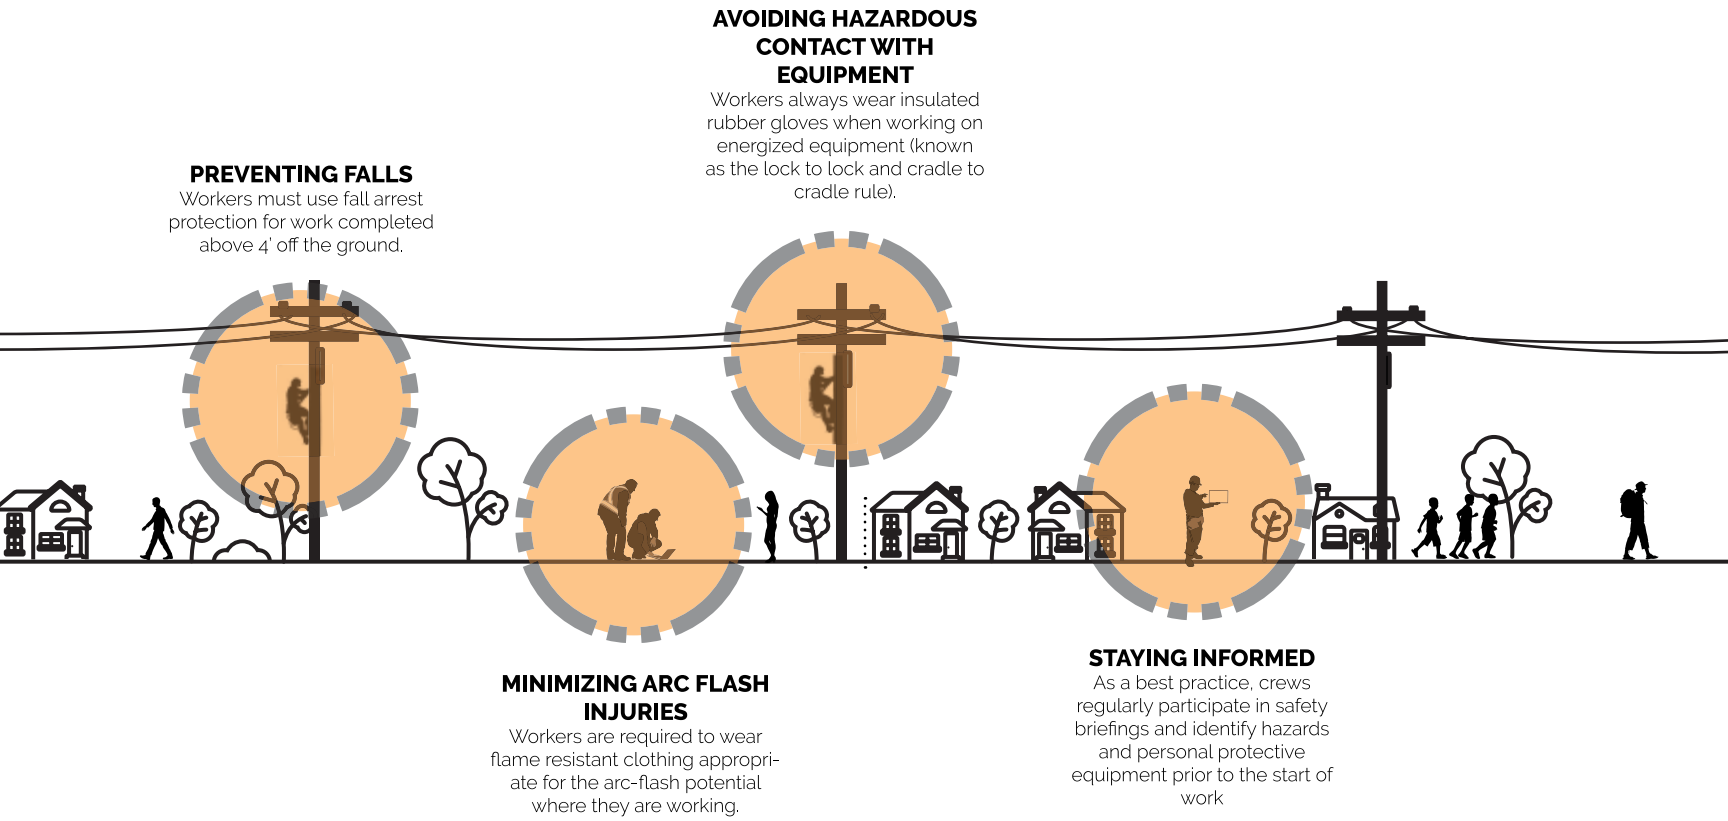 AVOIDING HAZARDOUS
CONTACT WITH
EQUIPMENT
Workers always wear insulated
rubber gloves when working on
energized equipment (known
as the lock to lock and cradle to
cradle rule).
PREVENTING FALLS
Workers must use fall arrest
protection for work completed
above 4' off the ground.
MINIMIZING ARC FLASH
INJURIES
Workers are required to wear
flame resistant clothing appropri-
ate for the arc-flash potential
where they are working.
STAYING INFORMED
As a best practice, crews
regularly participate in safety
briefings and identify hazards
and personal protective
equipment prior to the start of
work